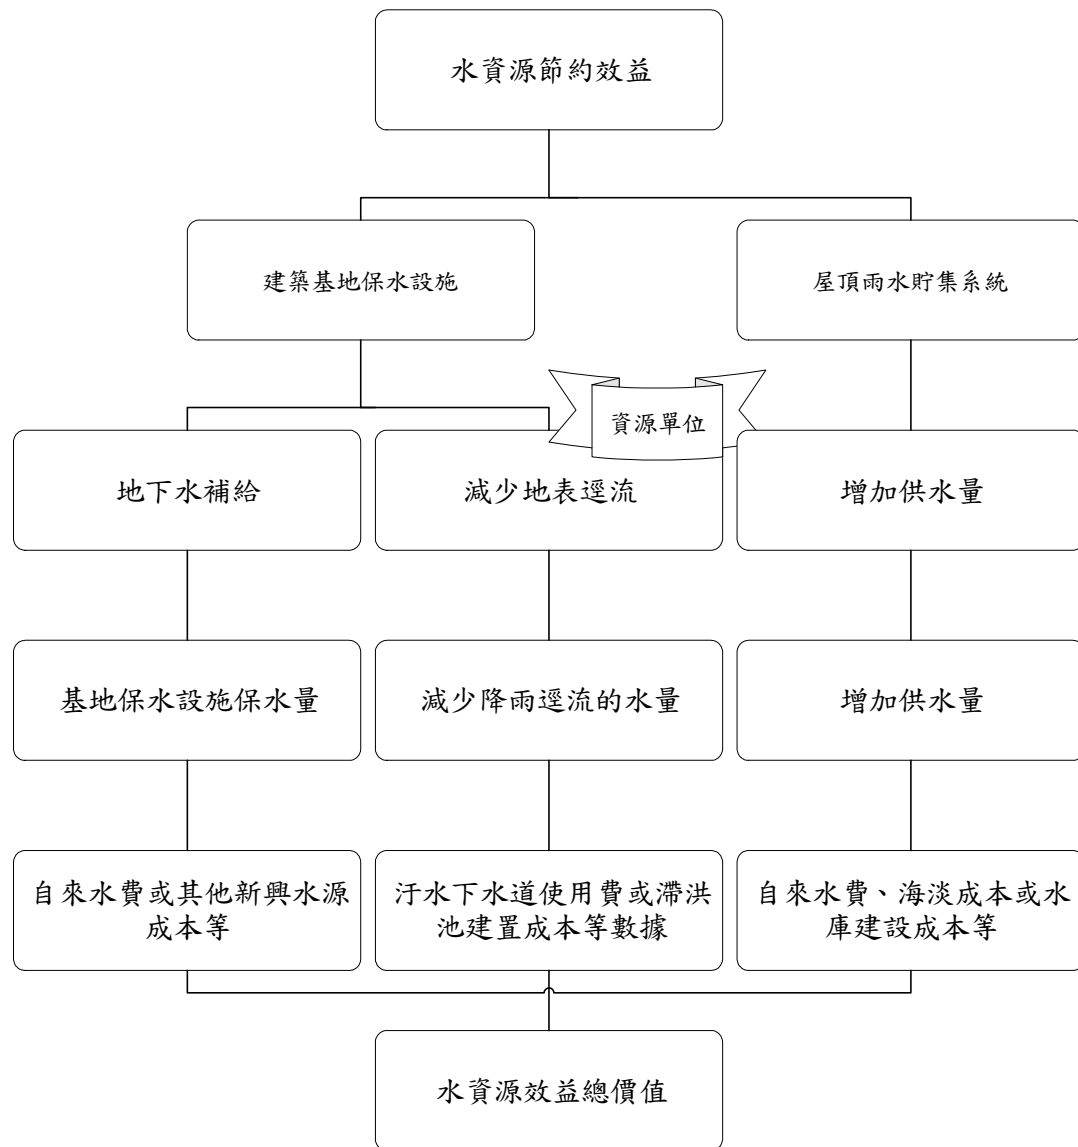 水資源節約效益
建築基地保水設施
屋頂雨水貯集系統
資源單位
地下水補給
減少地表逕流
增加供水量
基地保水設施保水量
減少降雨逕流的水量
增加供水量
自來水費或其他新興水源
成本等
汙水下水道使用費或滯洪
池建置成本等數據
自來水費、海淡成本或水
庫建設成本等
水資源效益總價值